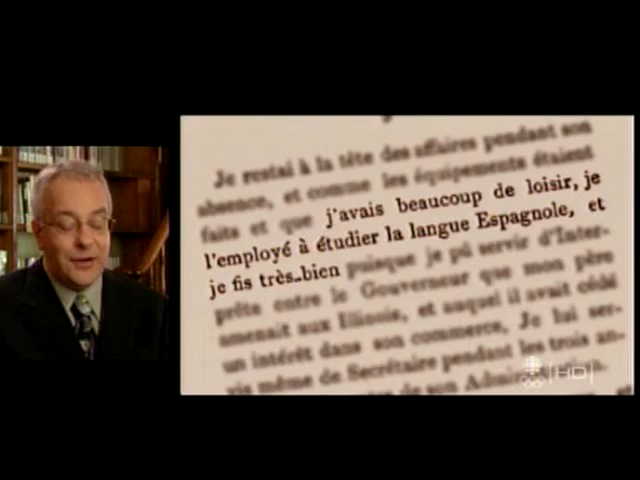 Je restai à la tête des affaires pendant son
absence, et comme les équipements étaient
faits et que j'avais beaucoup de loisir, je
l'employé à étudier la langue Espagnole, et
je fis très-bien puisque je pû servir d'Inter-
prête entre le Gouverneur que mon père
amenait aux Illinois, et auquel il avait cédé
un intérêt dans son commerce. Je lui ser-
vis même de Secrétaire pendant les trois an-
de son
HD